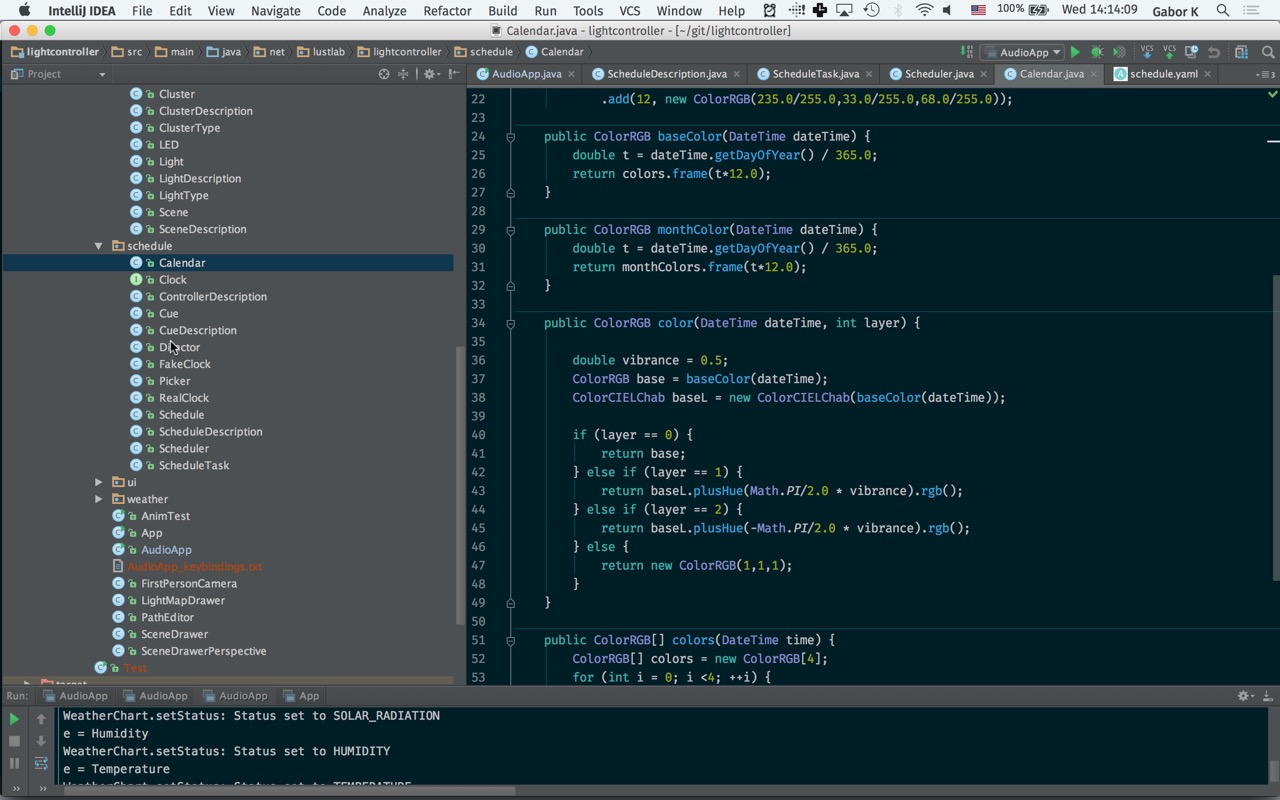 IntelliJ IDEA File Edit View Navigate Code Analyze Refactor Build Run Tools VCS Window Help 100% Wed 14:14:09 Gabor K
Calendar.java - lightcontroller - [~/git/lightcontroller]
lightcontroller src main java net lustlab lightcontroller schedule Calendar AudioApp VCS VCS
Project
AudioApp.java ScheduleDescription.java ScheduleTask.java Scheduler.java Calendar.java schedule.yaml
Cluster
ClusterDescription
ClusterType
LED
Light
LightDescription
LightType
Scene
SceneDescription
schedule
Calendar
Clock
ControllerDescription
Cue
CueDescription
Director
FakeClock
Picker
RealClock
Schedule
ScheduleDescription
Scheduler
ScheduleTask
ui
weather
AnimTest
App
AudioApp
AudioApp_keybindings.txt
FirstPersonCamera
LightMapDrawer
PathEditor
SceneDrawer
SceneDrawerPerspective
Test
target
22 .add(12, new ColorRGB(235.0/255.0,33.0/255.0,68.0/255.0));
23
24 public ColorRGB baseColor(DateTime dateTime) {
25 double t = dateTime.getDayOfYear() / 365.0;
26 return colors.frame(t*12.0);
27 }
28
29 public ColorRGB monthColor(DateTime dateTime) {
30 double t = dateTime.getDayOfYear() / 365.0;
31 return monthColors.frame(t*12.0);
32 }
33
34 public ColorRGB color(DateTime dateTime, int layer) {
35
36 double vibrance = 0.5;
37 ColorRGB base = baseColor(dateTime);
38 ColorCIELChab baseL = new ColorCIELChab(baseColor(dateTime));
39
40 if (layer == 0) {
41 return base;
42 } else if (layer == 1) {
43 return baseL.plusHue(Math.PI/2.0 * vibrance).rgb();
44 } else if (layer == 2) {
45 return baseL.plusHue(-Math.PI/2.0 * vibrance).rgb();
46 } else {
47 return new ColorRGB(1,1,1);
48 }
49 }
50
51 public ColorRGB[] colors(DateTime time) {
52 ColorRGB[] colors = new ColorRGB[4];
53 for (int i = 0; i <4; ++i) {
Run: AudioApp AudioApp AudioApp App
WeatherChart.setStatus: Status set to SOLAR_RADIATION
e = Humidity
WeatherChart.setStatus: Status set to HUMIDITY
e = Temperature
WeatherChart.setStatus: Status set to TEMPERATURE